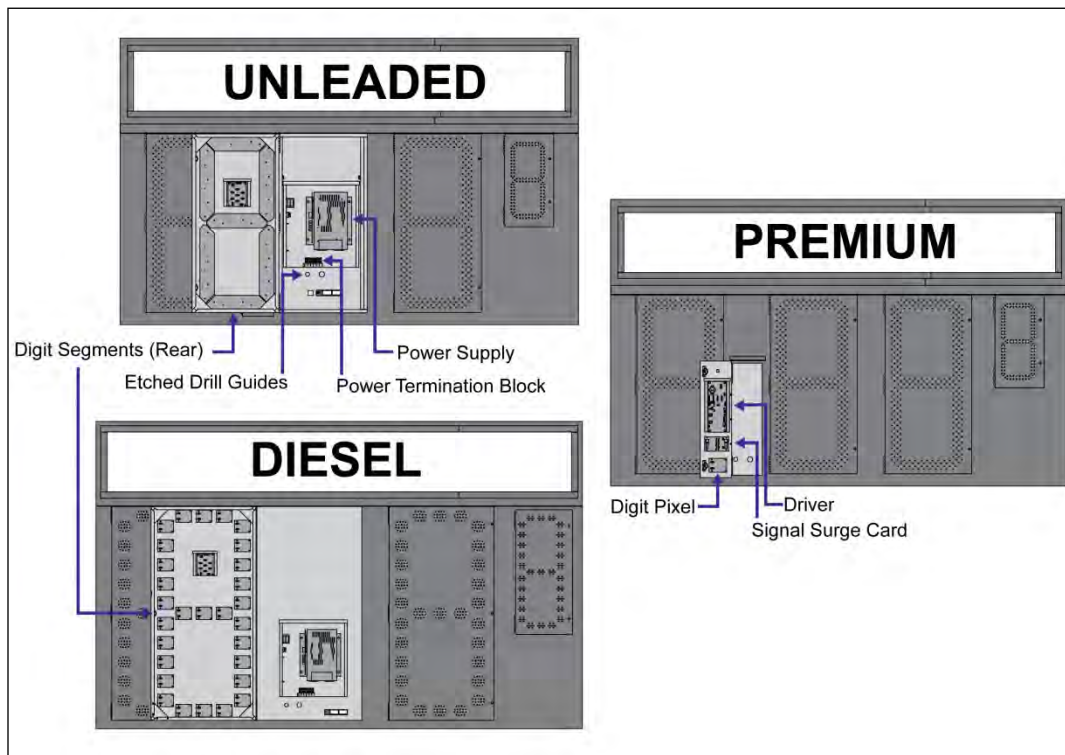 UNLEADED
Digit Segments (Rear)
Etched Drill Guides
Power Termination Block
Power Supply
PREMIUM
Digit Pixel
Driver
Signal Surge Card
DIESEL